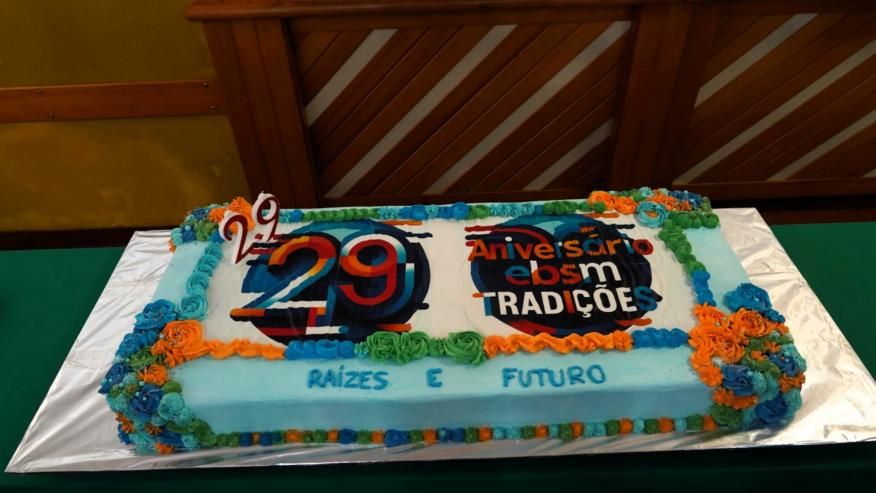 29
29
Aniversário
ebsm
TRADIÇÕES
RAÍZES E FUTURO